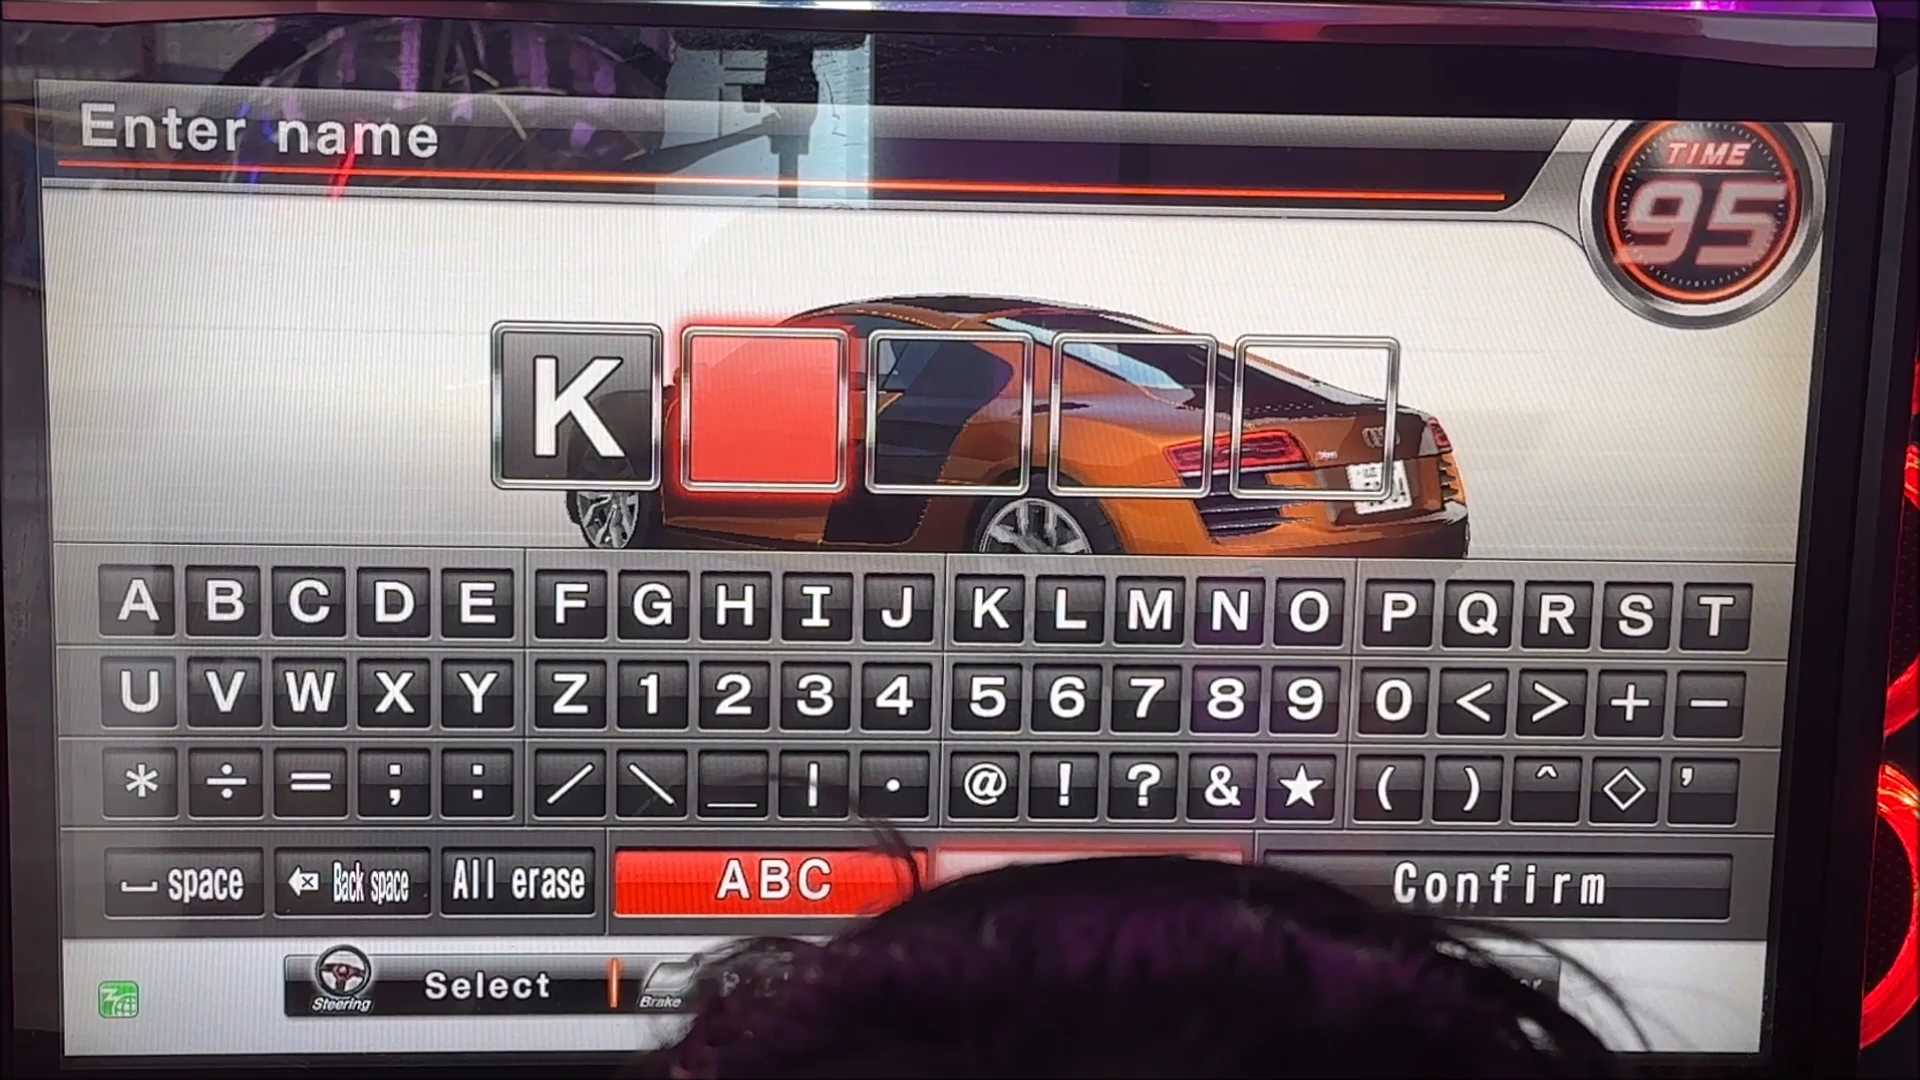 Enter name
TIME
95
K
A B C D E F G H I J K L M N O P Q R S T
U V W X Y Z 1 2 3 4 5 6 7 8 9 0 < > + −
* ÷ = ; : ／ ＼ _ | · @ ! ? & ★ ( ) ^ ◇ ’
space Back space All erase ABC Confirm
Steering Select Brake